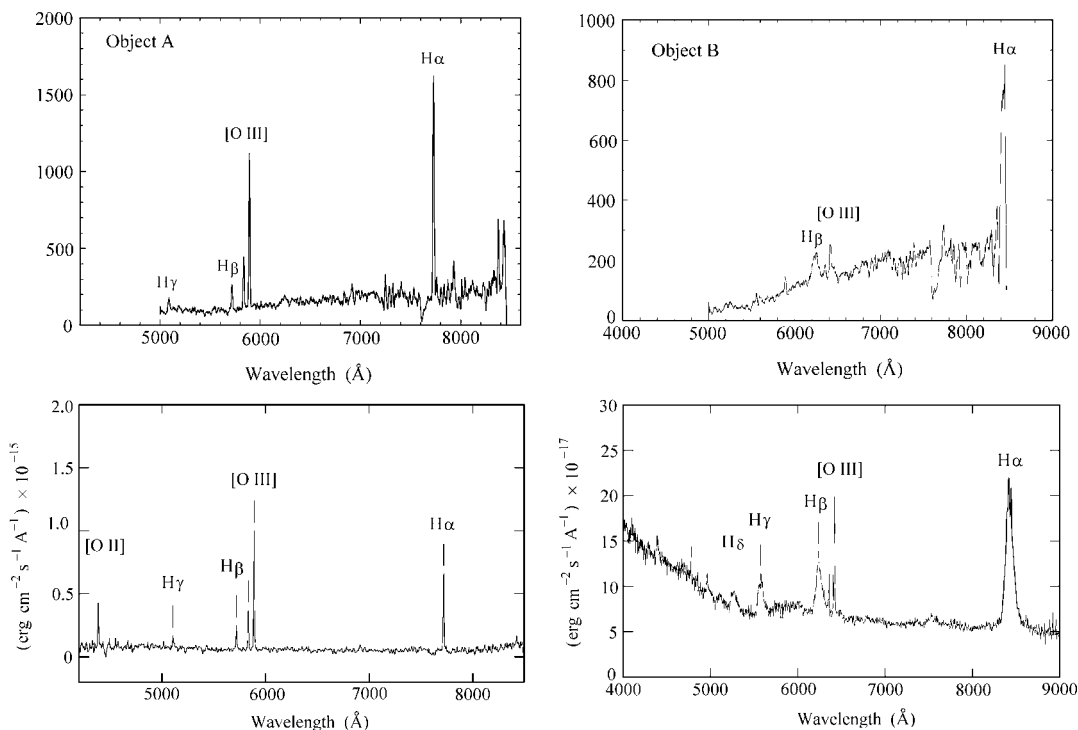 2000
Object A
Hα
1500
[O III]
1000
500
Hγ
Hβ
0
5000 6000 7000 8000
Wavelength (Å)
1000
Object B
Hα
800
600
400
[O III]
Hβ
200
0
4000 5000 6000 7000 8000 9000
Wavelength (Å)
2.0
1.5
[O III]
1.0
Hα
[O II]
Hβ
0.5
Hγ
0
(erg cm⁻² s⁻¹ A⁻¹) × 10⁻¹⁵
5000 6000 7000 8000
Wavelength (Å)
30
25
Hα
[O III]
20
Hβ
Hγ
Hδ
15
10
5
0
(erg cm⁻² s⁻¹ A⁻¹) × 10⁻¹⁷
4000 5000 6000 7000 8000 9000
Wavelength (Å)